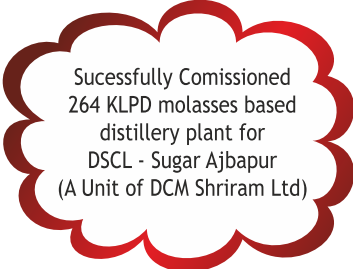 Sucessfully Comissioned
264 KLPD molasses based
distillery plant for
DSCL - Sugar Ajbapur
(A Unit of DCM Shriram Ltd)